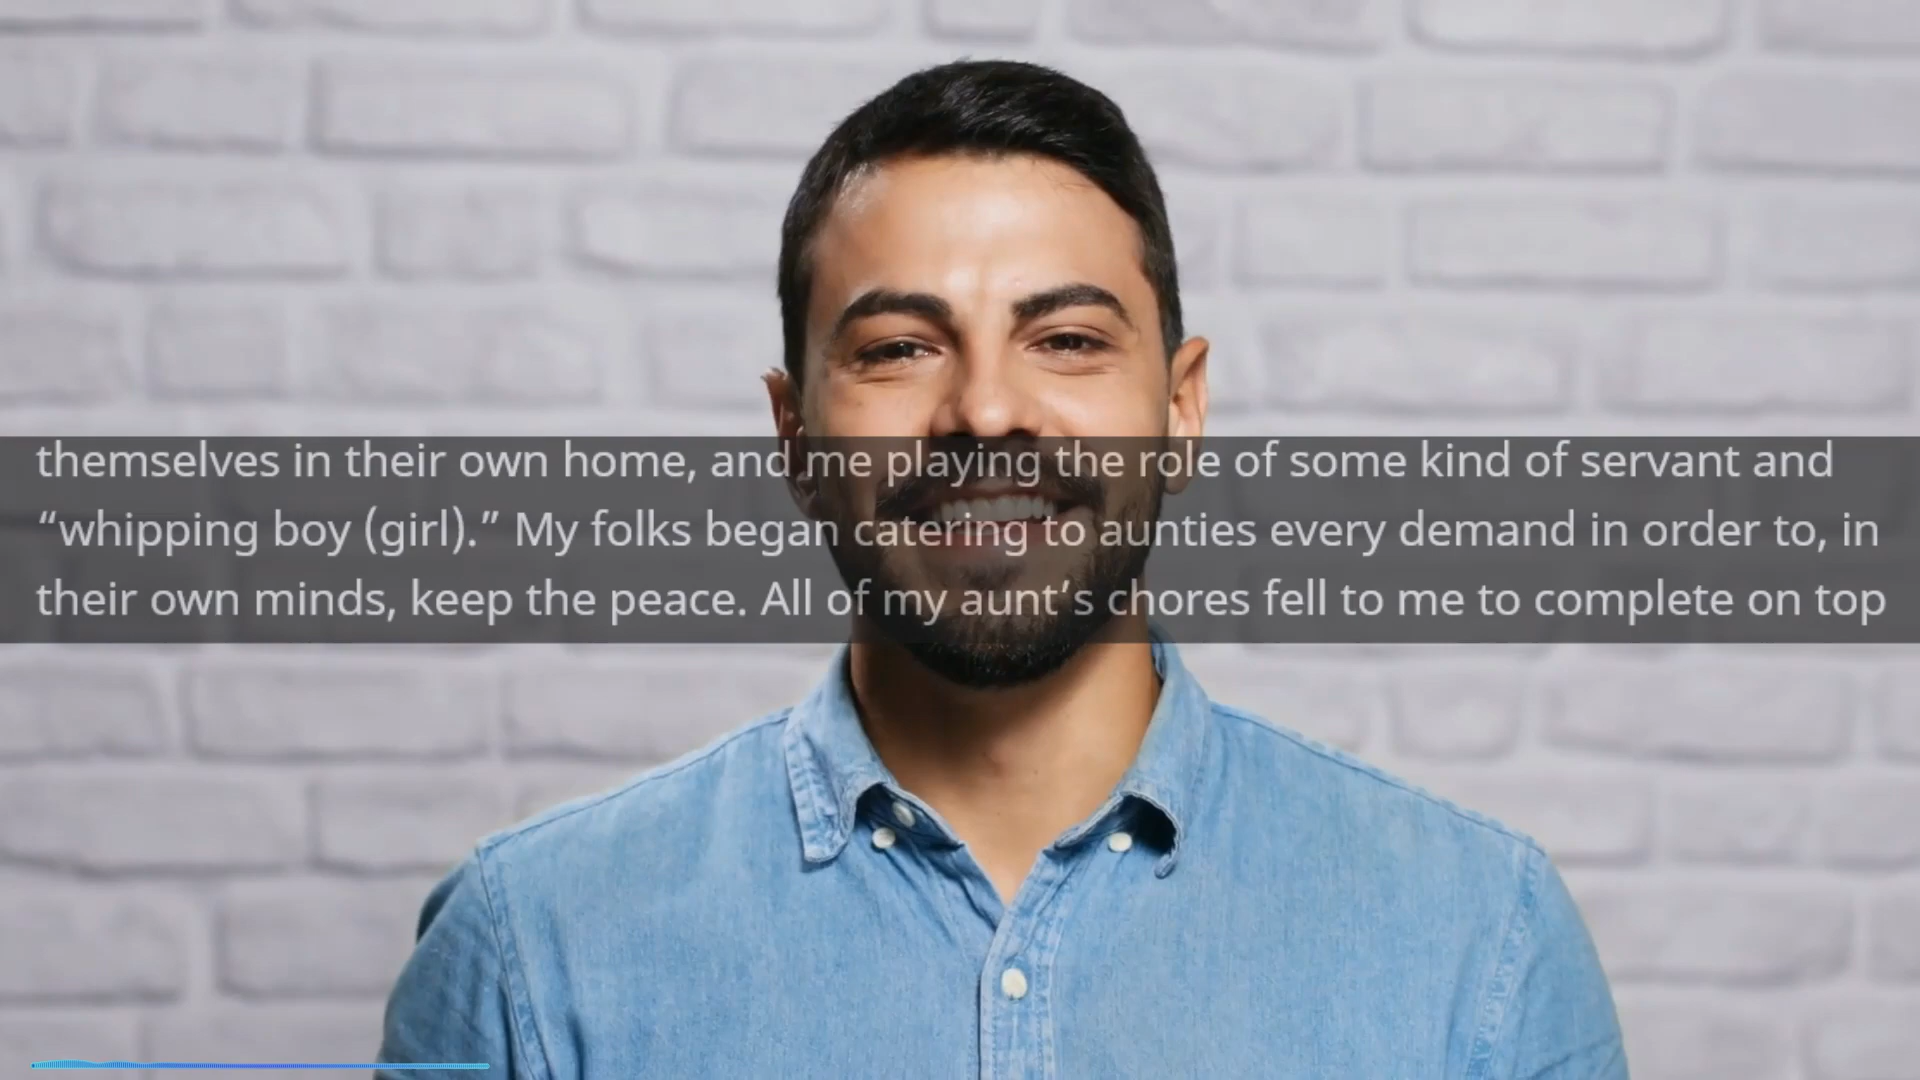 themselves in their own home, and me playing the role of some kind of servant and
“whipping boy (girl).” My folks began catering to aunties every demand in order to, in
their own minds, keep the peace. All of my aunt’s chores fell to me to complete on top